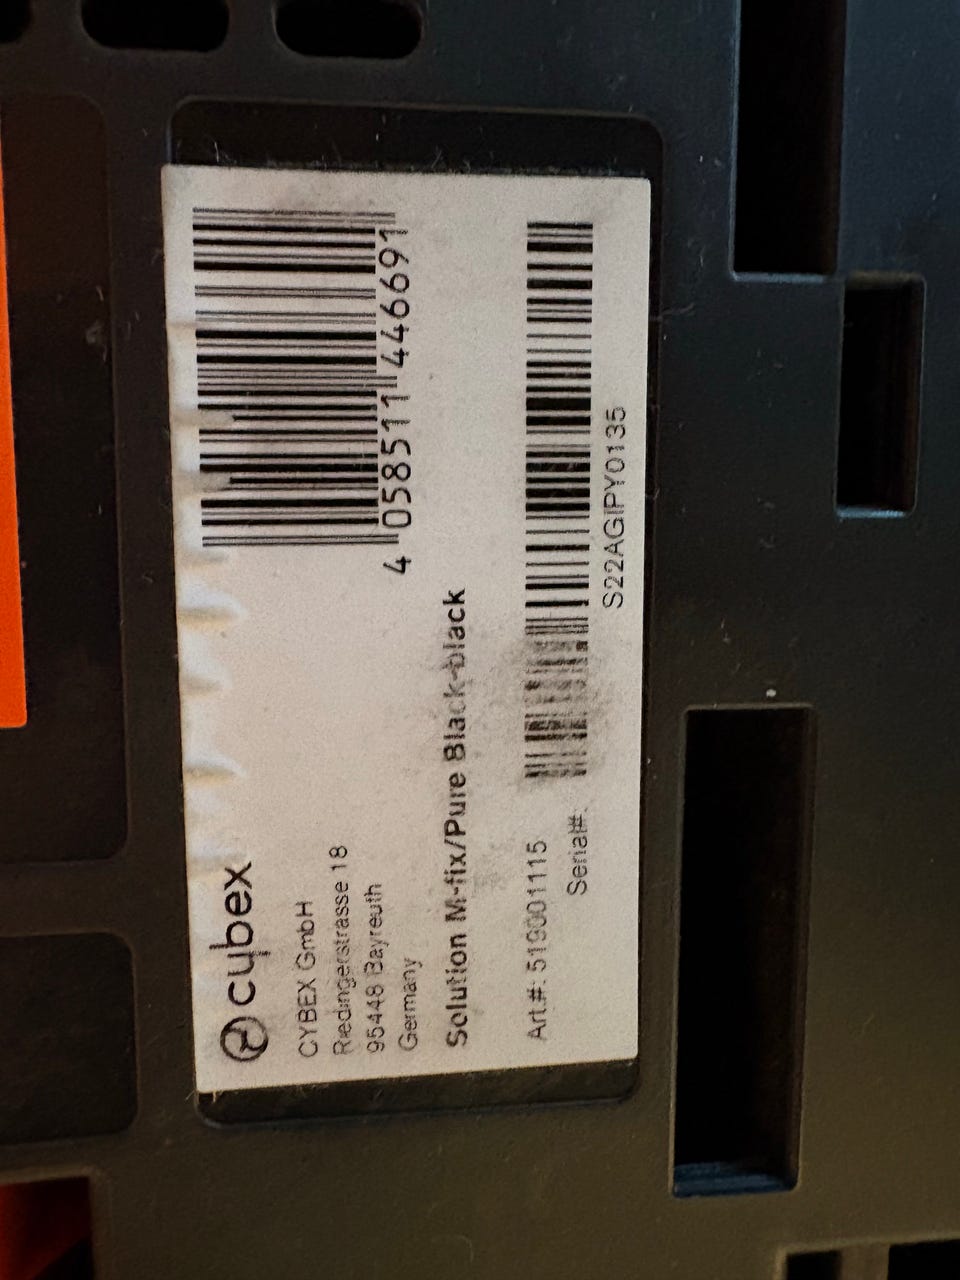 cybex
4 058511 446691
CYBEX GmbH
Riedingerstrasse 18
95448 Bayreuth
Germany
Solution M-fix/Pure Black-black
Art.#: 519001115
Serial#:
S22AGIPY0135